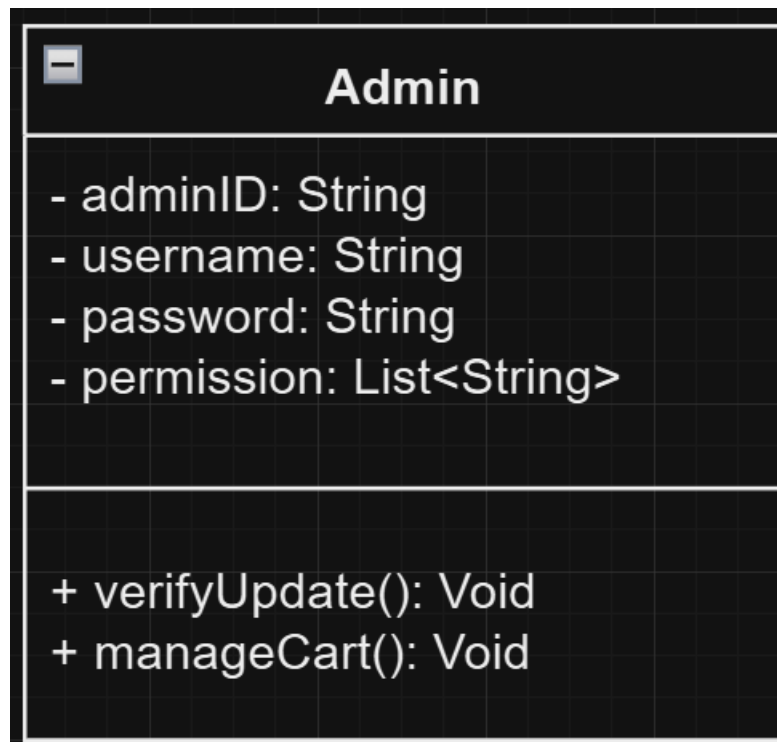 Admin
- adminID: String
- username: String
- password: String
- permission: List<String>
+ verifyUpdate(): Void
+ manageCart(): Void